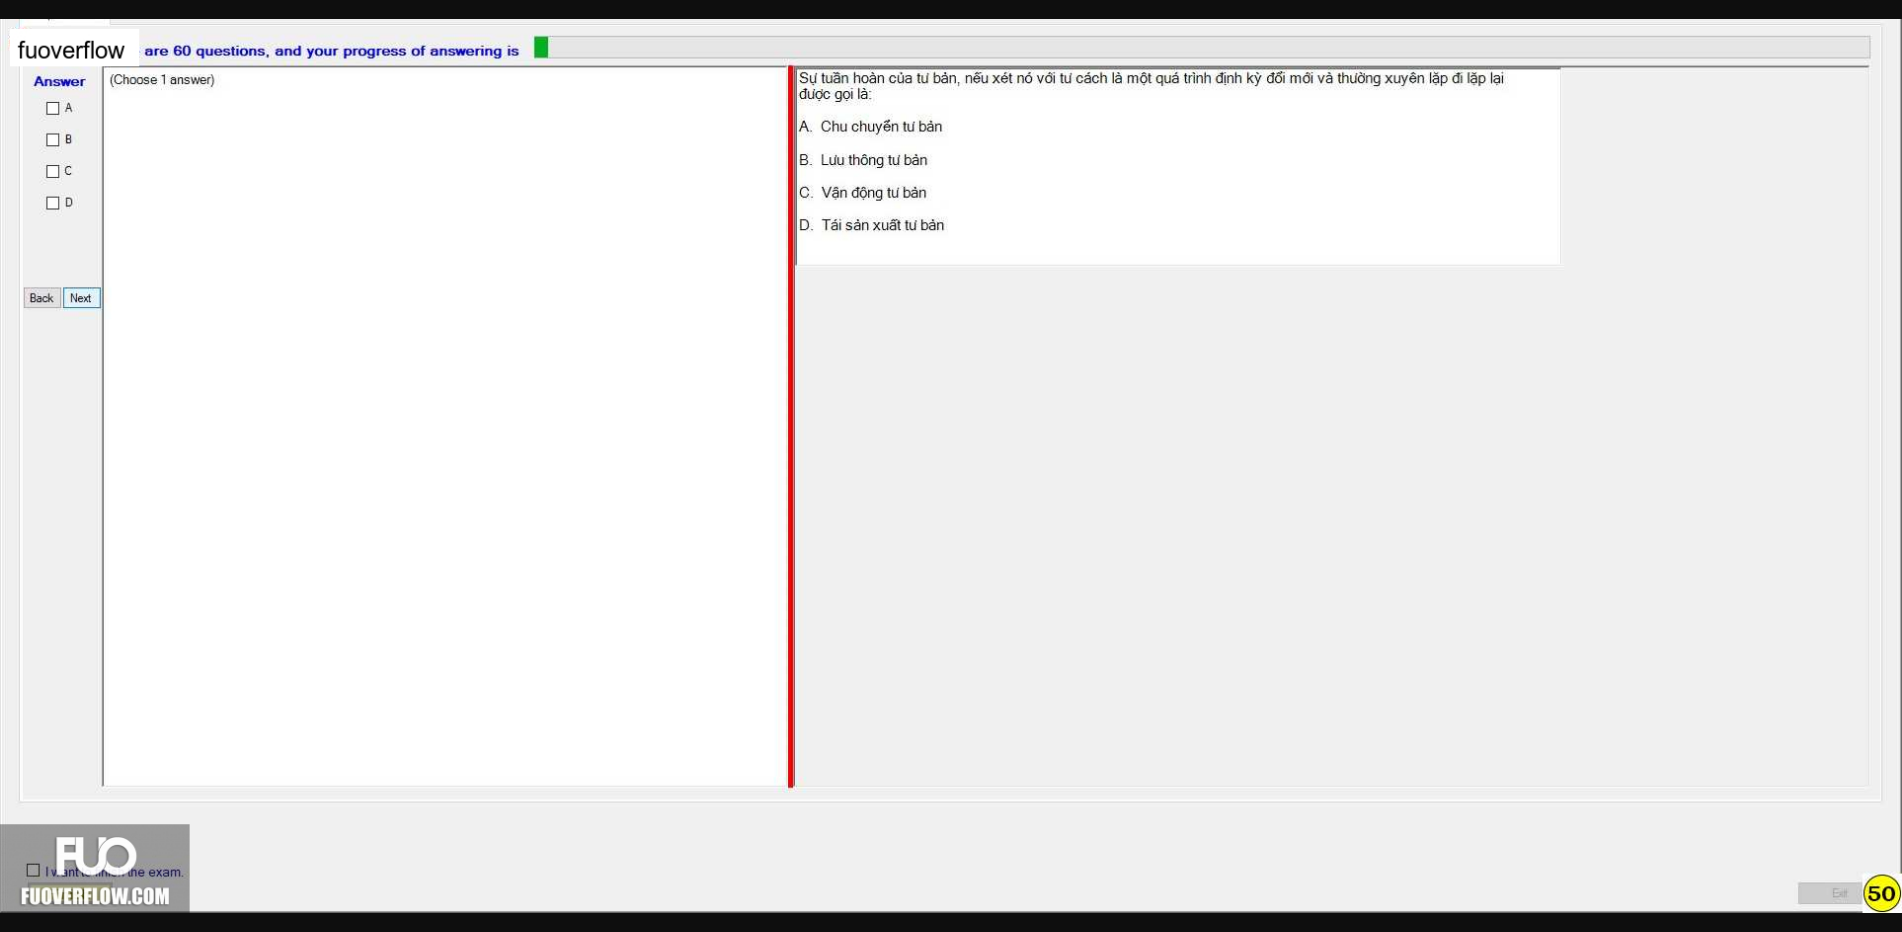 fuoverflow are 60 questions, and your progress of answering is
Answer
A
B
C
D
Back Next
(Choose 1 answer)
Sự tuần hoàn của tư bản, nếu xét nó với tư cách là một quá trình định kỳ đổi mới và thường xuyên lặp đi lặp lại
được gọi là:
A. Chu chuyển tư bản
B. Lưu thông tư bản
C. Vận động tư bản
D. Tái sản xuất tư bản
FUO
I want to finish the exam.
FUOVERFLOW.COM
Exit
50